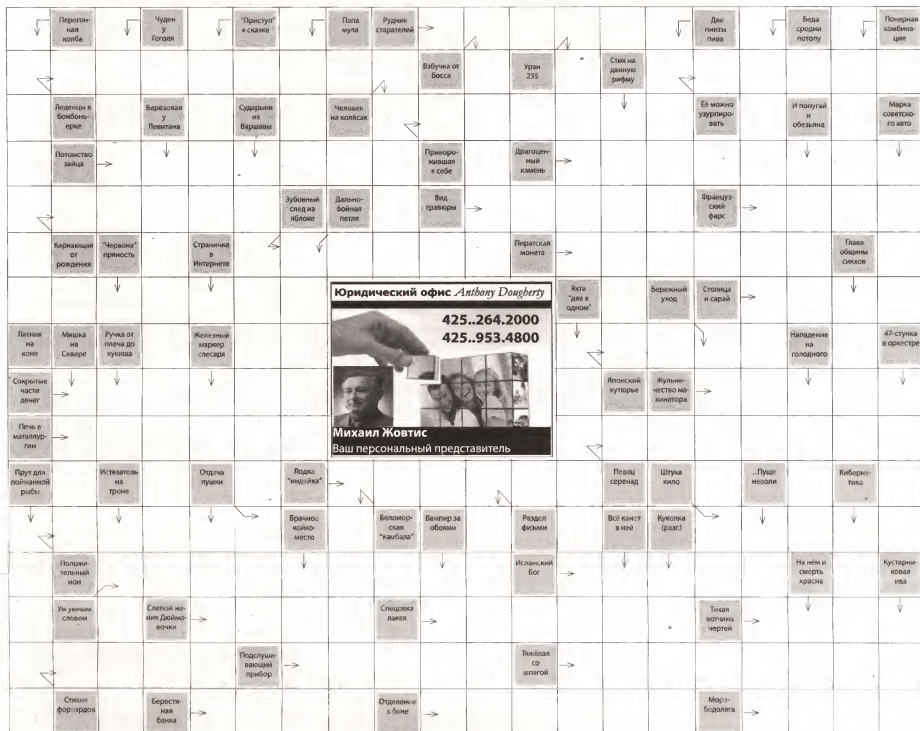 Перегон-
ная
колба
Чуден
у
Гоголя
"Приступ"
к сказке
Папа
мула
Рудник
старателей
Две
пинты
пива
Беда
сродни
потопу
Покерная
комбина-
ция
Взбучка от
босса
Уран
235
Стих на
данную
рифму
Леденцы в
бонбонь-
ерке
Берёзовая
у
Левитана
Сударыня
из
Варшавы
Человек
на колёсах
Её можно
узурпиро-
вать
И попугай
и
обезьяна
Марка
советско-
го авто
Потомство
зайца
Приворо-
жившая
к себе
Драгоцен-
ный
камень
Зубовный
след на
яблоке
Дально-
бойная
петля
Вид
гравюры
Француз-
ский
фарс
Каркающая
от
рождения
"Червона"
пряность
Страничка
в
Интернете
Пиратская
монета
Глава
общины
сикхов
Юридический офис Anthony Dougherty
425..264.2000
425..953.4800
Михаил Жовтис
Ваш персональный представитель
Яхта
"два в
одном"
Бережный
уход
Столица
и сарай
Латник
на
коне
Мишка
на
Севере
Ручка от
плеча до
кукиша
Железный
маркер
слесаря
Нападение
на
голодного
47-стунка
в оркестре
Сокрытые
части
денег
Японский
кутюрье
Жульни-
чество ма-
хинатора
Печь в
маталлур-
гии
Прут для
пойманной
рыбы
Истязатель
на
троне
Отдача
пушки
Лодка
"индейка"
Певец
серенад
Штука
кило
...Пуще
неволи
Киберне-
тика
Брачное
койко-
место
Беломор-
ская
"камбала"
Вампир за
обоями
Раздел
физики
Всё канет
в неё
Куколка
(разг.)
Положи-
тельный
ион
Исламский
Бог
На нём и
смерть
красна
Кустарни-
ковая
ива
Ум умным
словом
Слепой же-
них Дюймо-
вочки
Спецовка
лакея
Тихая
вотчина
чертей
Подслуши-
вающий
прибор
Тяжёлая
со
шпагой
Стихия
форвардов
Берестя-
ная
банка
Отделение
в бане
Море-
бедолага